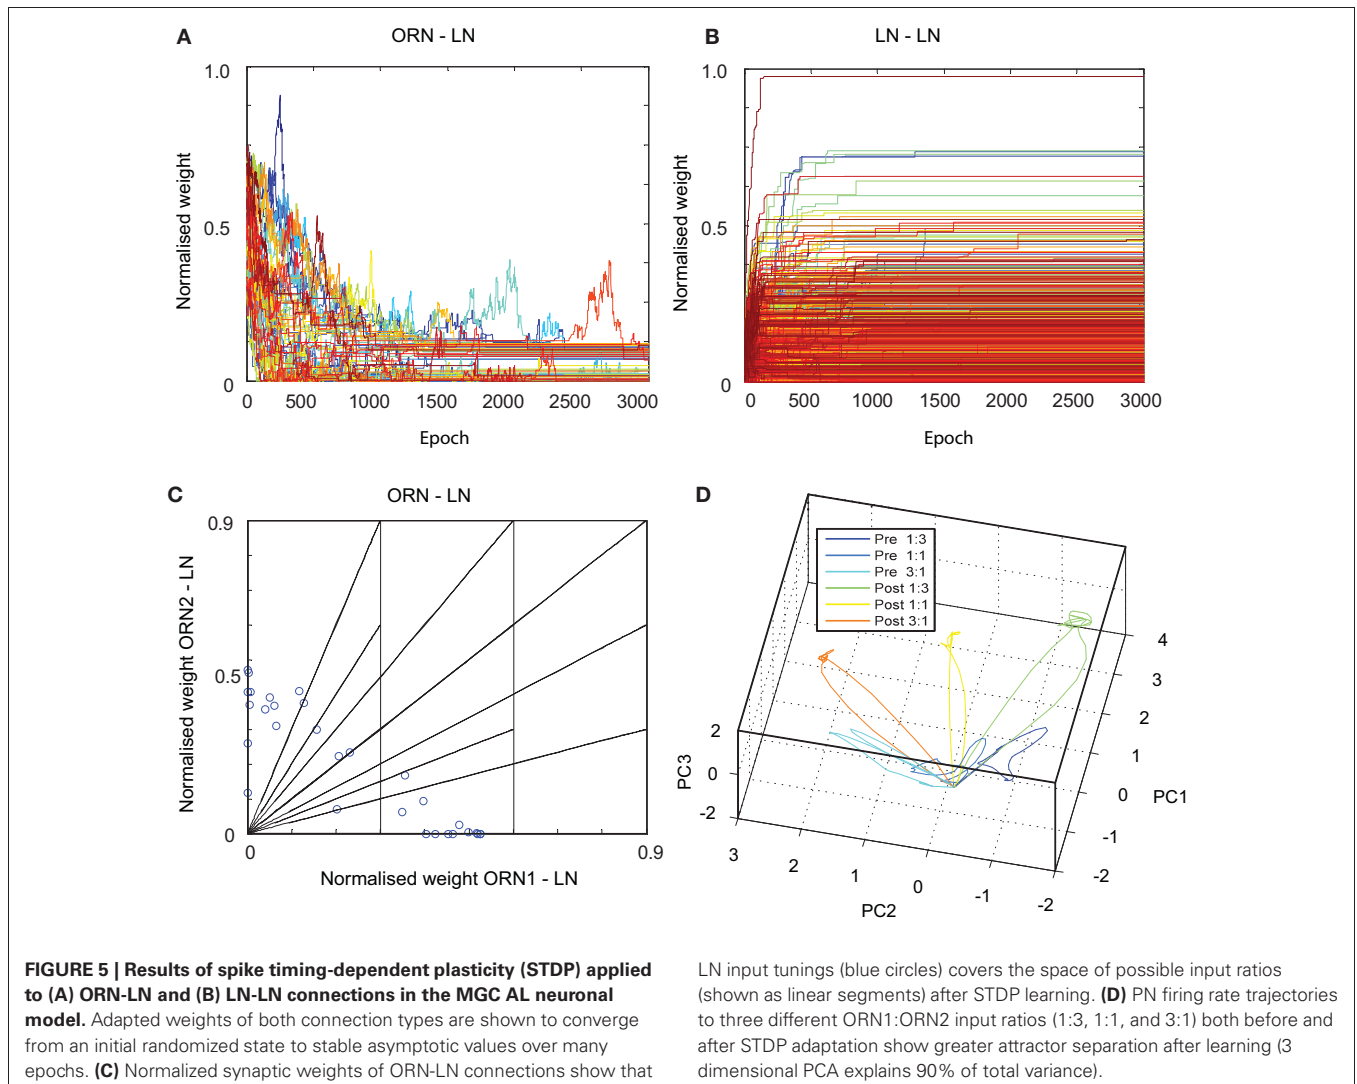 A
ORN - LN
1.0
0.5
0
Normalised weight
0 500 1000 1500 2000 2500 3000
Epoch
B
LN - LN
1.0
0.5
0
Normalised weight
0 500 1000 1500 2000 2500 3000
Epoch
C
ORN - LN
0.9
0.5
0
Normalised weight ORN2 - LN
0 0.9
Normalised weight ORN1 - LN
D
Pre 1:3
Pre 1:1
Pre 3:1
Post 1:3
Post 1:1
Post 3:1
2
0
-2
PC3
3 2 1 0 -1 -2
PC2
4
3
2
1
0
-1
-2
PC1
FIGURE 5 | Results of spike timing-dependent plasticity (STDP) applied
to (A) ORN-LN and (B) LN-LN connections in the MGC AL neuronal
model. Adapted weights of both connection types are shown to converge
from an initial randomized state to stable asymptotic values over many
epochs. (C) Normalized synaptic weights of ORN-LN connections show that
LN input tunings (blue circles) covers the space of possible input ratios
(shown as linear segments) after STDP learning. (D) PN firing rate trajectories
to three different ORN1:ORN2 input ratios (1:3, 1:1, and 3:1) both before and
after STDP adaptation show greater attractor separation after learning (3
dimensional PCA explains 90% of total variance).